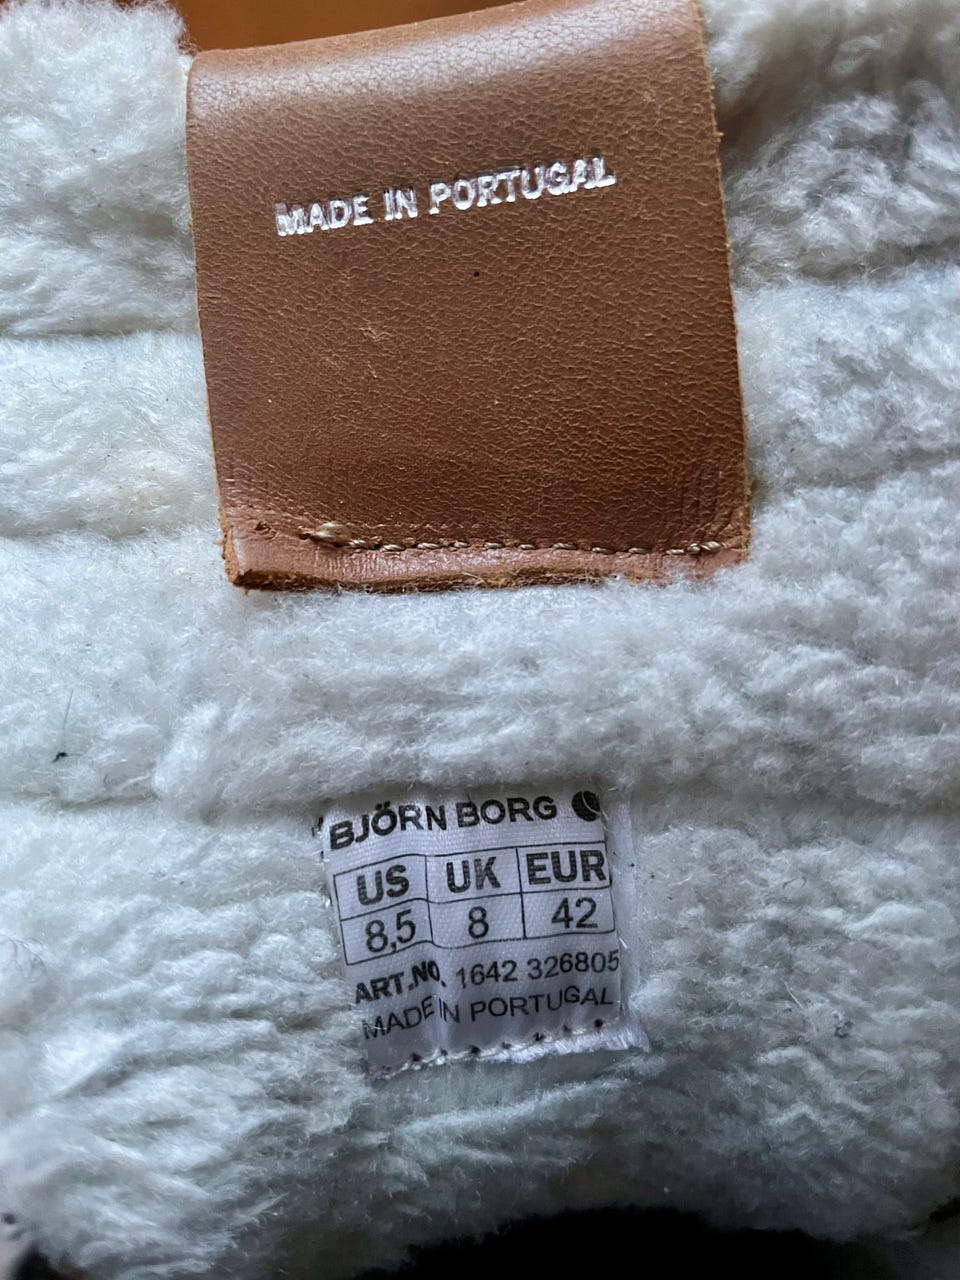 MADE IN PORTUGAL
BJÖRN BORG
US UK EUR
8,5 8 42
ART.NO. 1642 326805
MADE IN PORTUGAL